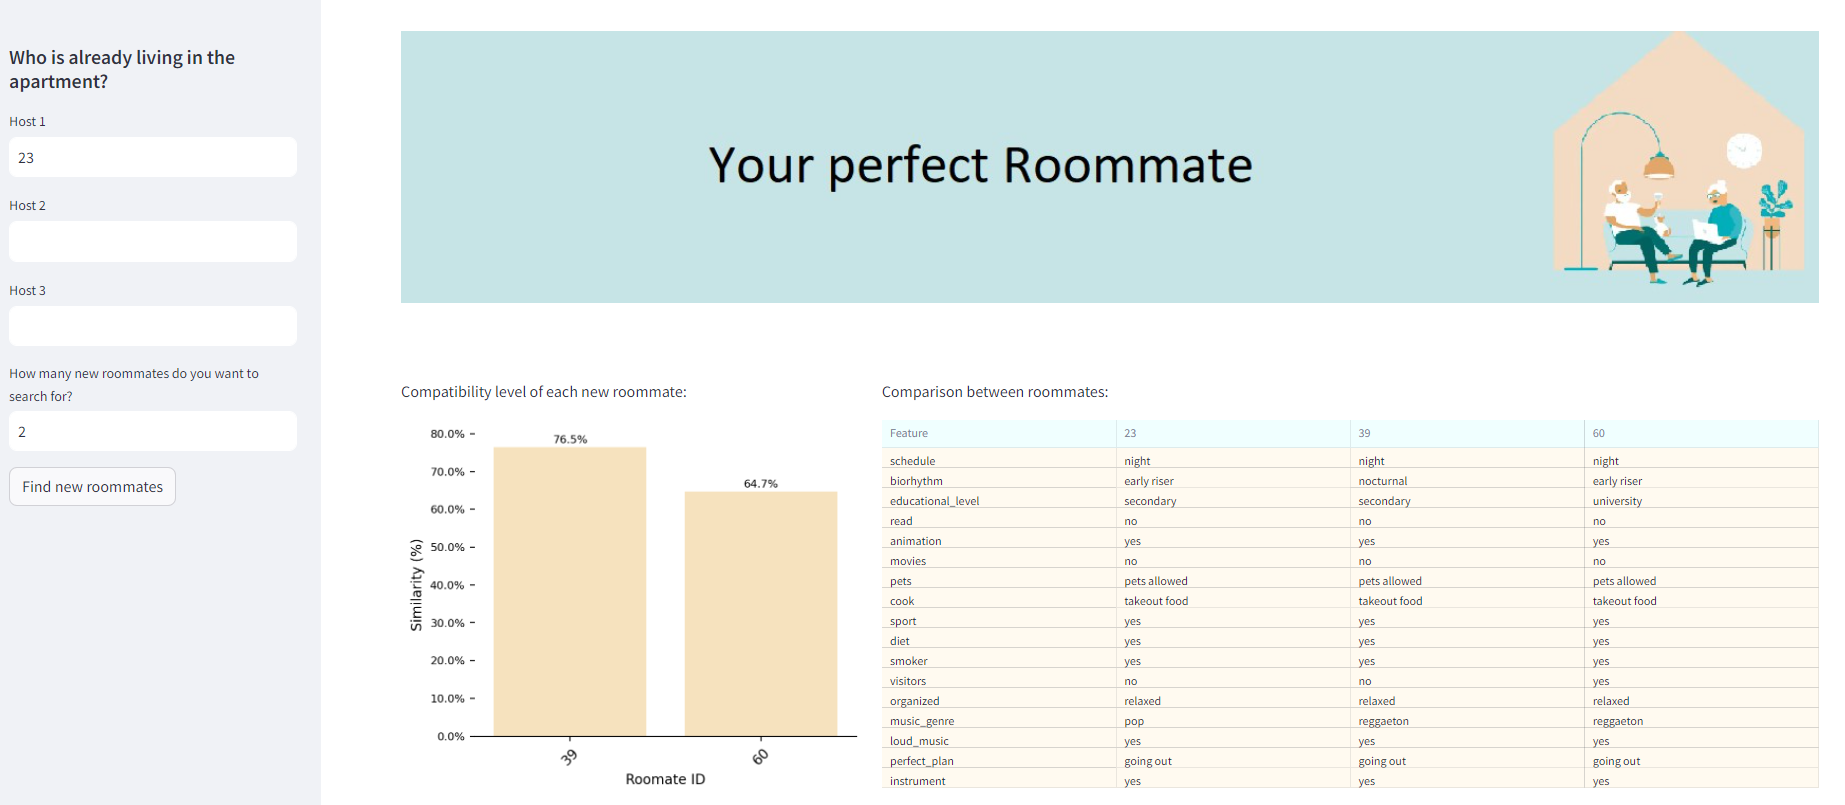 Who is already living in the
apartment?
Host 1
23
Host 2
Host 3
How many new roommates do you want to
search for?
2
Find new roommates
Your perfect Roommate
Compatibility level of each new roommate:
80.0%
70.0%
60.0%
50.0%
40.0%
30.0%
20.0%
10.0%
0.0%
Similarity (%)
76.5%
64.7%
39
60
Roomate ID
Comparison between roommates:
Feature 23 39 60
schedule night night night
biorhythm early riser nocturnal early riser
educational_level secondary secondary university
read no no no
animation yes yes yes
movies no no no
pets pets allowed pets allowed pets allowed
cook takeout food takeout food takeout food
sport yes yes yes
diet yes yes yes
smoker yes yes yes
visitors no no yes
organized relaxed relaxed relaxed
music_genre pop reggaeton reggaeton
loud_music yes yes yes
perfect_plan going out going out going out
instrument yes yes yes